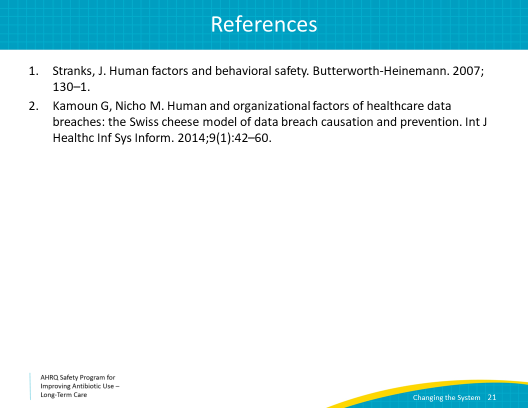 References
1. Stranks, J. Human factors and behavioral safety. Butterworth-Heinemann. 2007;
130–1.
2. Kamoun G, Nicho M. Human and organizational factors of healthcare data
breaches: the Swiss cheese model of data breach causation and prevention. Int J
Healthc Inf Sys Inform. 2014;9(1):42–60.
AHRQ Safety Program for
Improving Antibiotic Use –
Long-Term Care
Changing the System 21